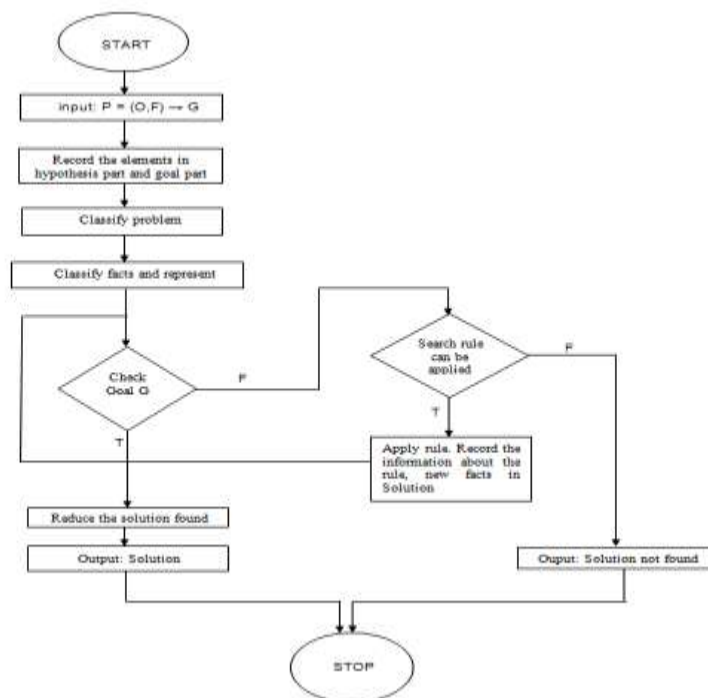 START
input: P = (O,F) → G
Record the elements in
hypothesis part and goal part
Classify problem
Classify facts and represent
Check
Goal G
F
T
Search rule
can be
applied
F
T
Apply rule. Record the
information about the
rule, new facts in
Solution
Reduce the solution found
Output: Solution
Ouput: Solution not found
STOP